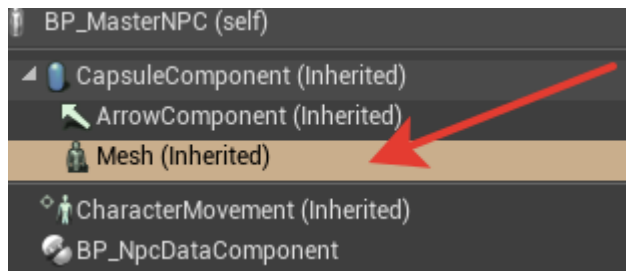 BP_MasterNPC (self)
CapsuleComponent (Inherited)
ArrowComponent (Inherited)
Mesh (Inherited)
CharacterMovement (Inherited)
BP_NpcDataComponent